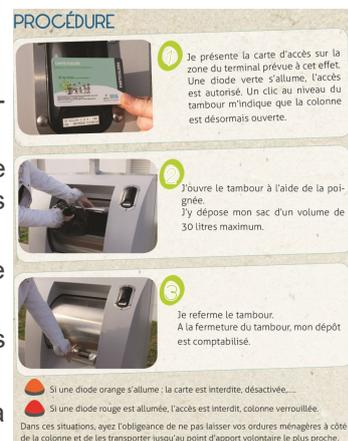 PROCÉDURE
1
Je présente la carte d'accès sur la
zone du terminal prévue à cet effet.
Une diode verte s'allume, l'accès
est autorisé. Un clic au niveau du
tambour m'indique que la colonne
est désormais ouverte.
2
J'ouvre le tambour à l'aide de la poi-
gnée.
J'y dépose mon sac d'un volume de
30 litres maximum.
3
Je referme le tambour.
A la fermeture du tambour, mon dépôt
est comptabilisé.
Si une diode orange s'allume : la carte est interdite, désactivée,....
Si une diode rouge est allumée, l'accès est interdit, colonne verrouillée.
Dans ces situations, ayez l'obligeance de ne pas laisser vos ordures ménagères à côté
de la colonne et de les transporter jusqu'au point d'apport volontaire le plus proche.